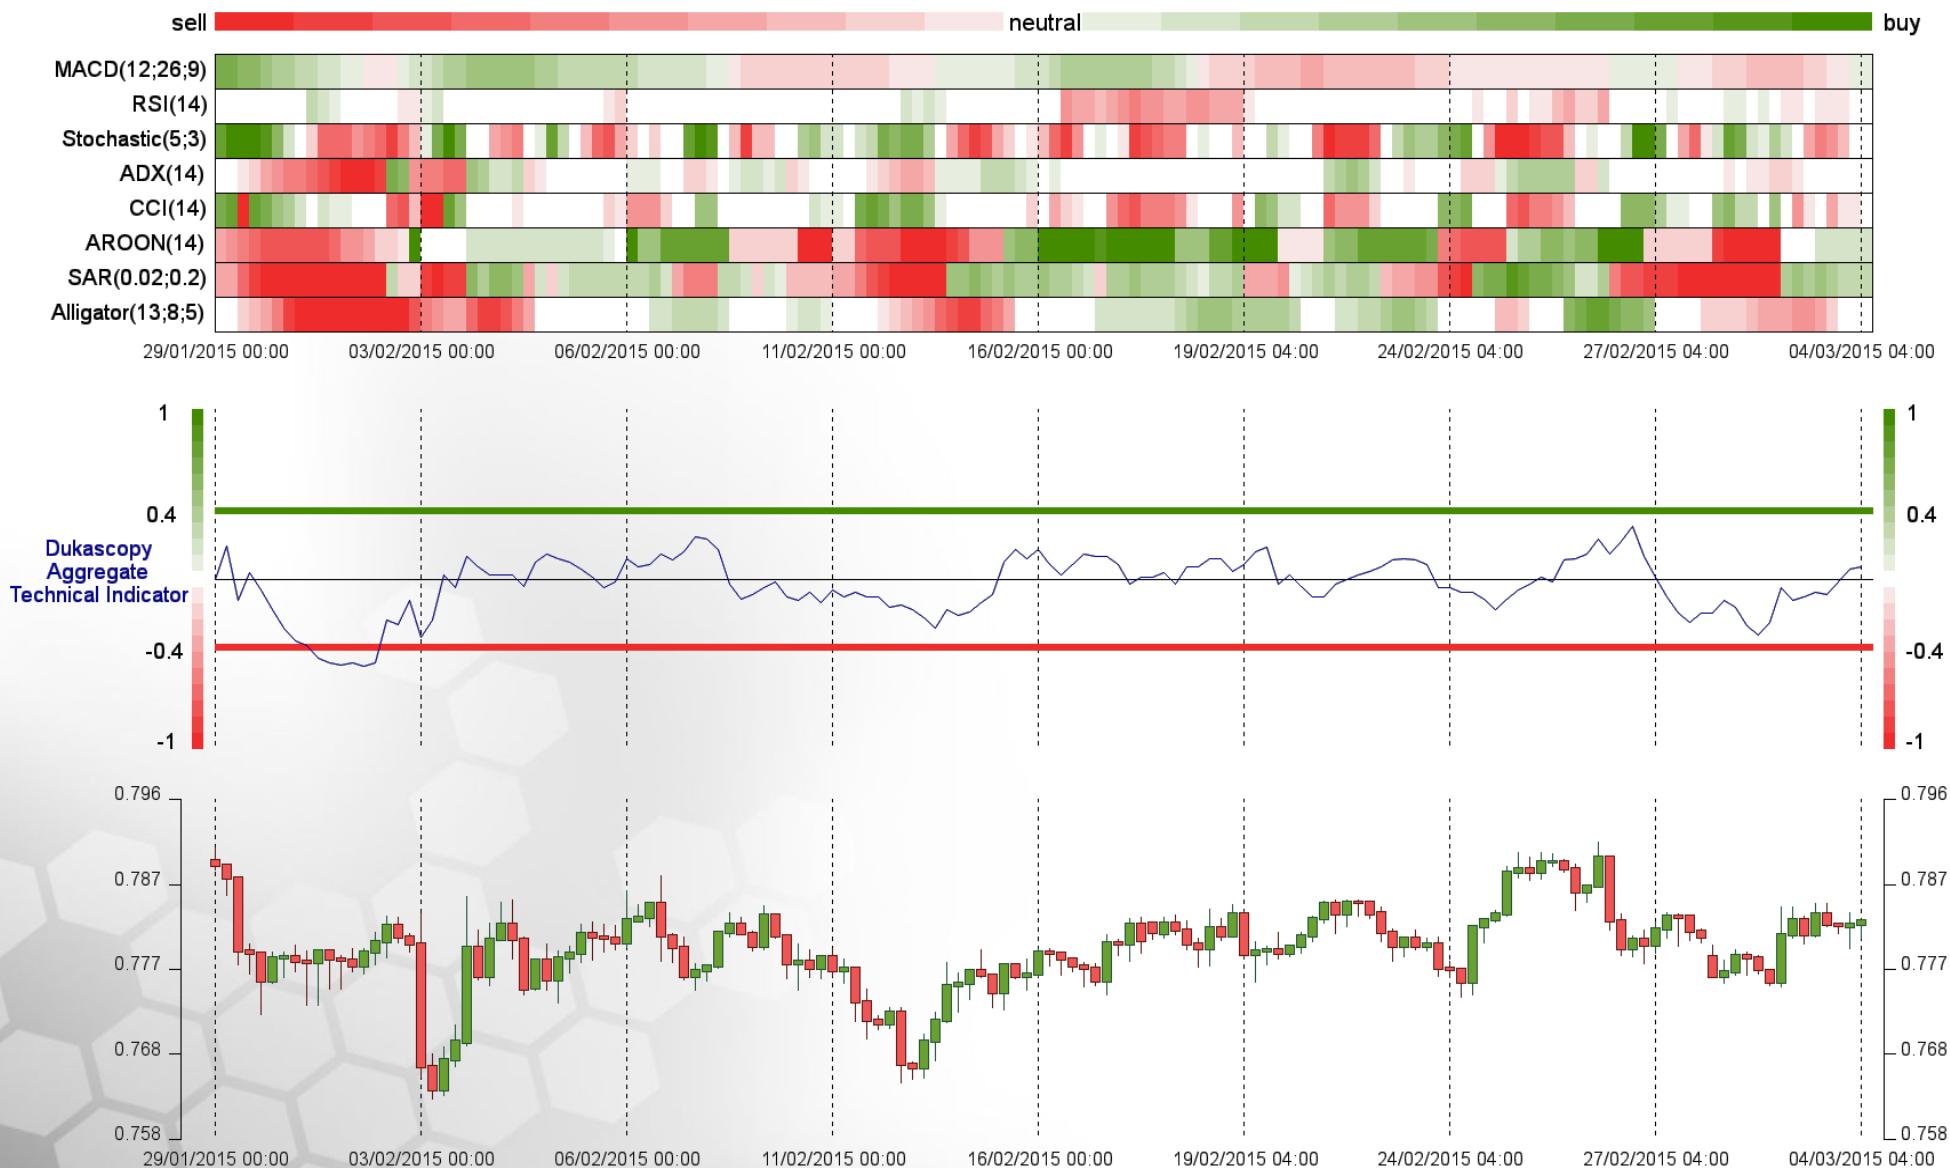 sell neutral buy
MACD(12;26;9)
RSI(14)
Stochastic(5;3)
ADX(14)
CCI(14)
AROON(14)
SAR(0.02;0.2)
Alligator(13;8;5)
29/01/2015 00:00 03/02/2015 00:00 06/02/2015 00:00 11/02/2015 00:00 16/02/2015 00:00 19/02/2015 04:00 24/02/2015 04:00 27/02/2015 04:00 04/03/2015 04:00
1 1
0.4 0.4
Dukascopy
Aggregate
Technical Indicator
-0.4 -0.4
-1 -1
0.796 0.796
0.787 0.787
0.777 0.777
0.768 0.768
0.758 0.758
29/01/2015 00:00 03/02/2015 00:00 06/02/2015 00:00 11/02/2015 00:00 16/02/2015 00:00 19/02/2015 04:00 24/02/2015 04:00 27/02/2015 04:00 04/03/2015 04:00